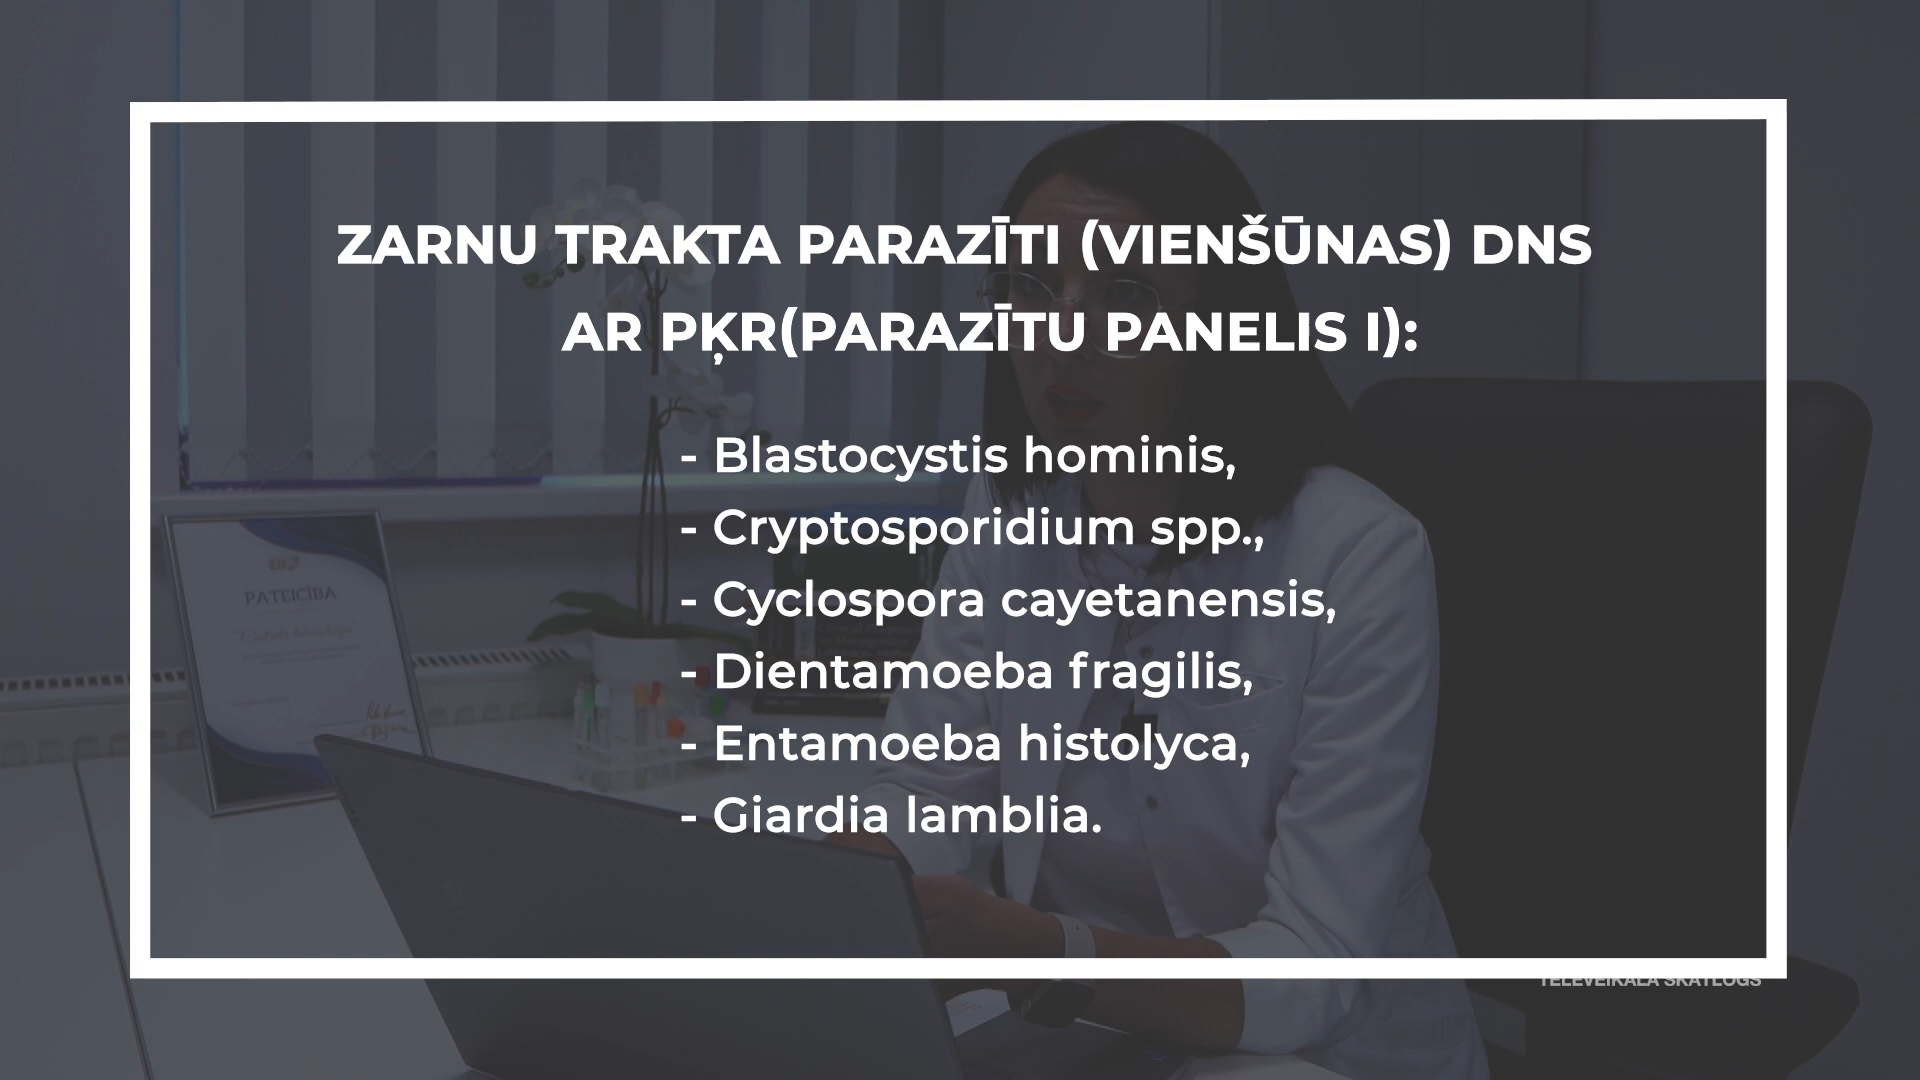 ZARNU TRAKTA PARAZĪTI (VIENŠŪNAS) DNS
AR PĶR(PARAZĪTU PANELIS I):
- Blastocystis hominis,
- Cryptosporidium spp.,
- Cyclospora cayetanensis,
PATEICĪBA
- Dientamoeba fragilis,
- Entamoeba histolyca,
- Giardia lamblia.
TELEVEIKALA SKATLOGS